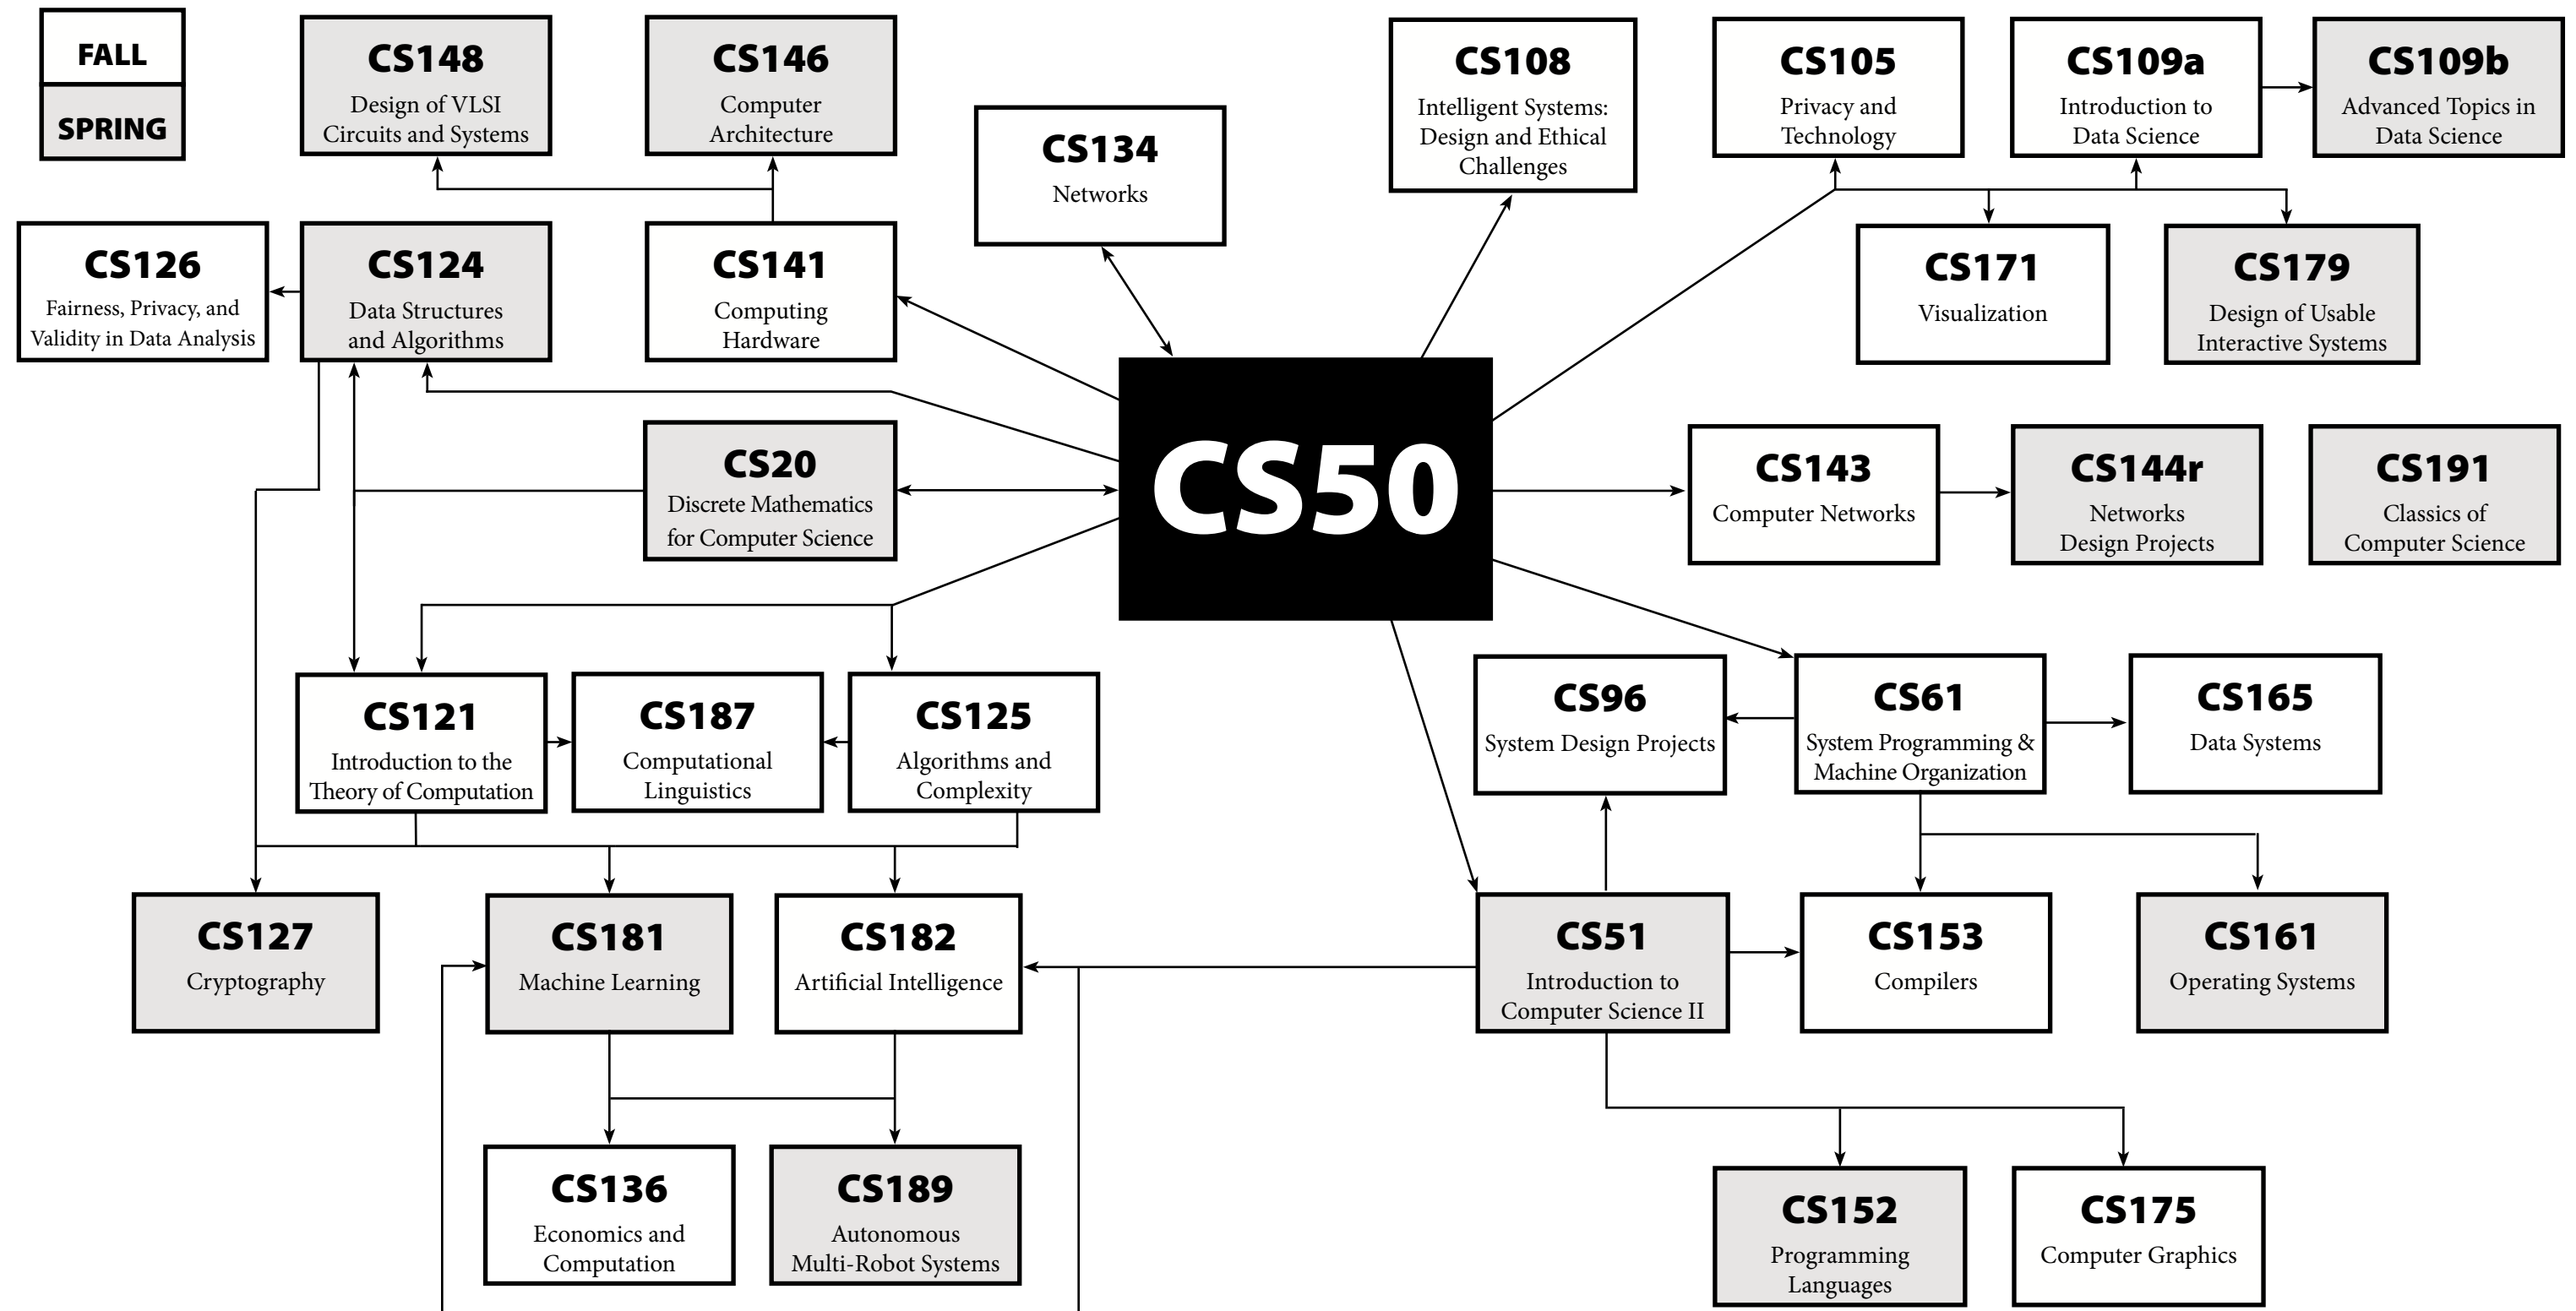 FALL
SPRING
CS148
Design of VLSI
Circuits and Systems
CS146
Computer
Architecture
CS134
Networks
CS108
Intelligent Systems:
Design and Ethical
Challenges
CS105
Privacy and
Technology
CS109a
Introduction to
Data Science
CS109b
Advanced Topics in
Data Science
CS126
Fairness, Privacy, and
Validity in Data Analysis
CS124
Data Structures
and Algorithms
CS141
Computing
Hardware
CS171
Visualization
CS179
Design of Usable
Interactive Systems
CS20
Discrete Mathematics
for Computer Science
CS50
CS143
Computer Networks
CS144r
Networks
Design Projects
CS191
Classics of
Computer Science
CS121
Introduction to the
Theory of Computation
CS187
Computational
Linguistics
CS125
Algorithms and
Complexity
CS96
System Design Projects
CS61
System Programming &
Machine Organization
CS165
Data Systems
CS127
Cryptography
CS181
Machine Learning
CS182
Artificial Intelligence
CS51
Introduction to
Computer Science II
CS153
Compilers
CS161
Operating Systems
CS136
Economics and
Computation
CS189
Autonomous
Multi-Robot Systems
CS152
Programming
Languages
CS175
Computer Graphics